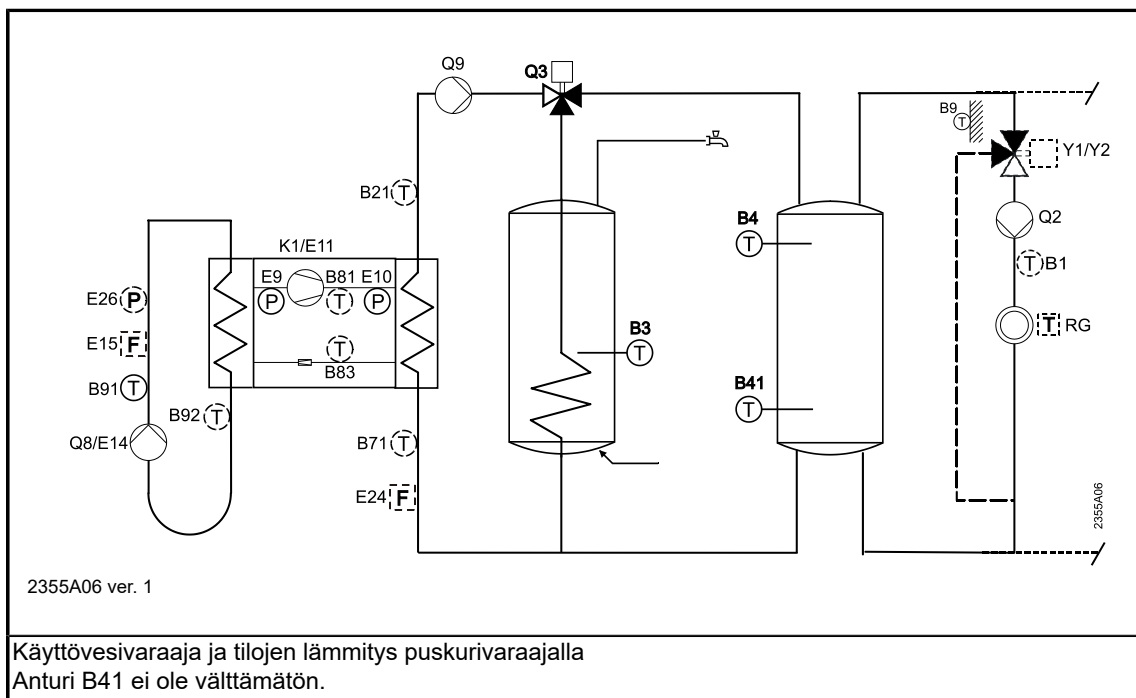 Q9
Q3
B9
T
Y1/Y2
B21 T
B4
T
Q2
K1/E11
E9 B81 E10
P T P
T B1
E26 P
E15 F
B3
T
T RG
T
B83
B91 T
B41
T
B92 T
Q8/E14
B71 T
E24 F
2355A06
2355A06 ver. 1
Käyttövesivaraaja ja tilojen lämmitys puskurivaraajalla
Anturi B41 ei ole välttämätön.